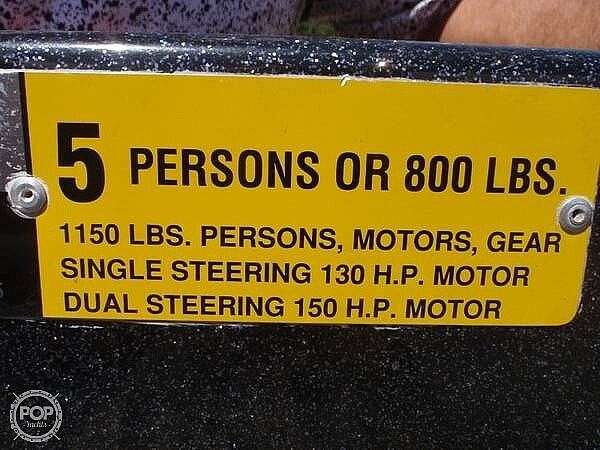 5 PERSONS OR 800 LBS.
1150 LBS. PERSONS, MOTORS, GEAR
SINGLE STEERING 130 H.P. MOTOR
DUAL STEERING 150 H.P. MOTOR
POP
Yachts